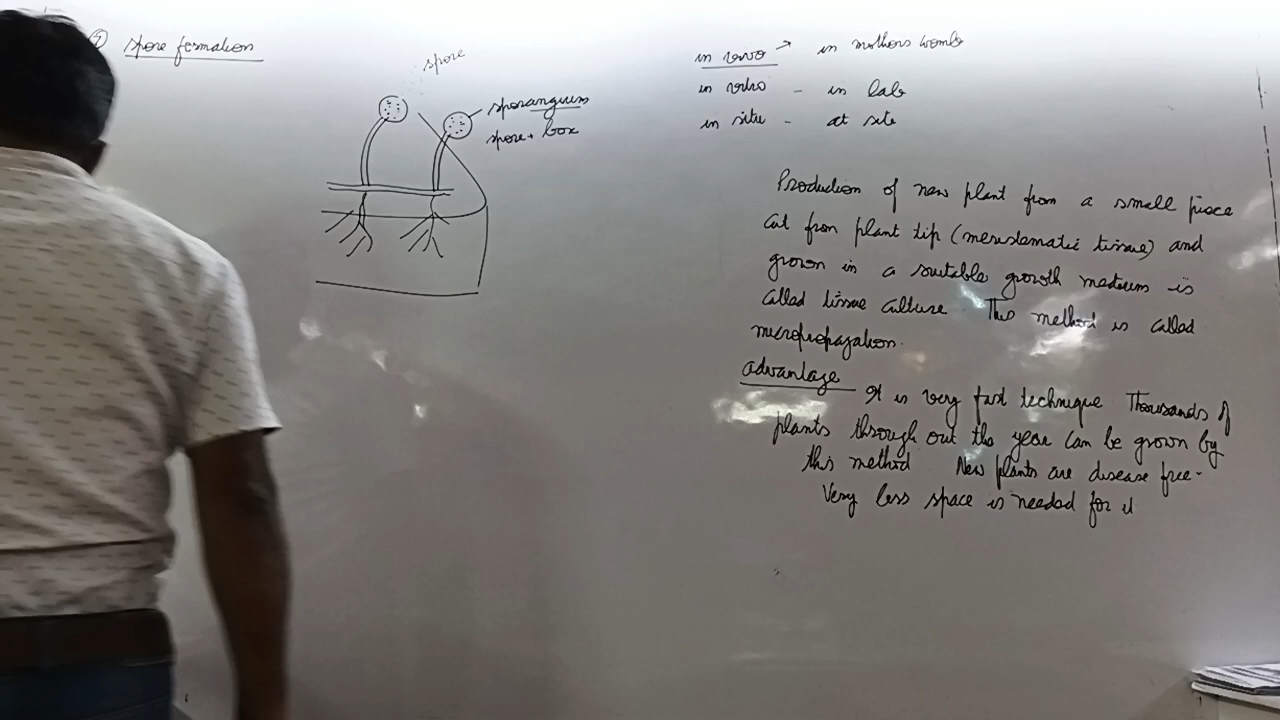 Spore formation
spore
sporangium
spore + box
in vivo → in mothers womb
in vitro - in lab
in situ - at site
Production of new plant from a small piece
cut from plant tip (meristematic tissue) and
grown in a suitable growth medium is
called tissue culture This method is called
micropropagation.
advantage
It is very fast technique Thousands of
plants through out the year can be grown by
this method New plants are disease free.
Very less space is needed for it